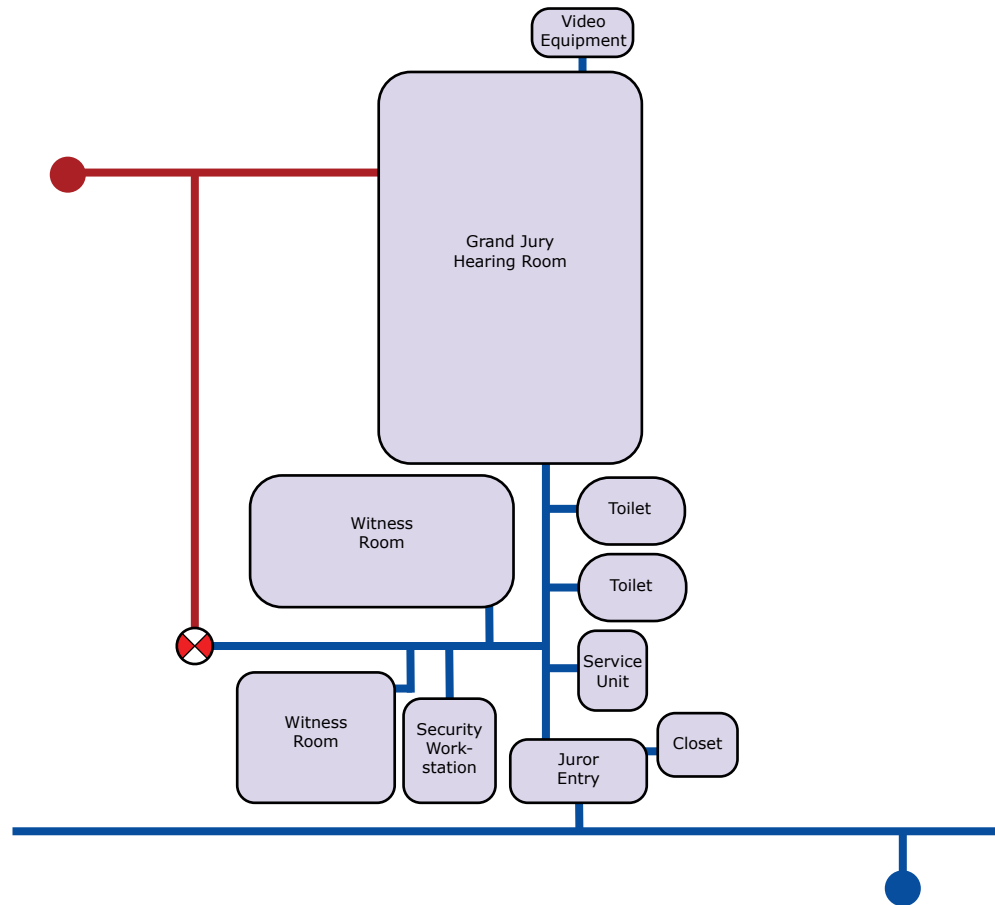 Video
Equipment
Grand Jury
Hearing Room
Witness
Room
Toilet
Toilet
Service
Unit
Witness
Room
Security
Work-
station
Juror
Entry
Closet